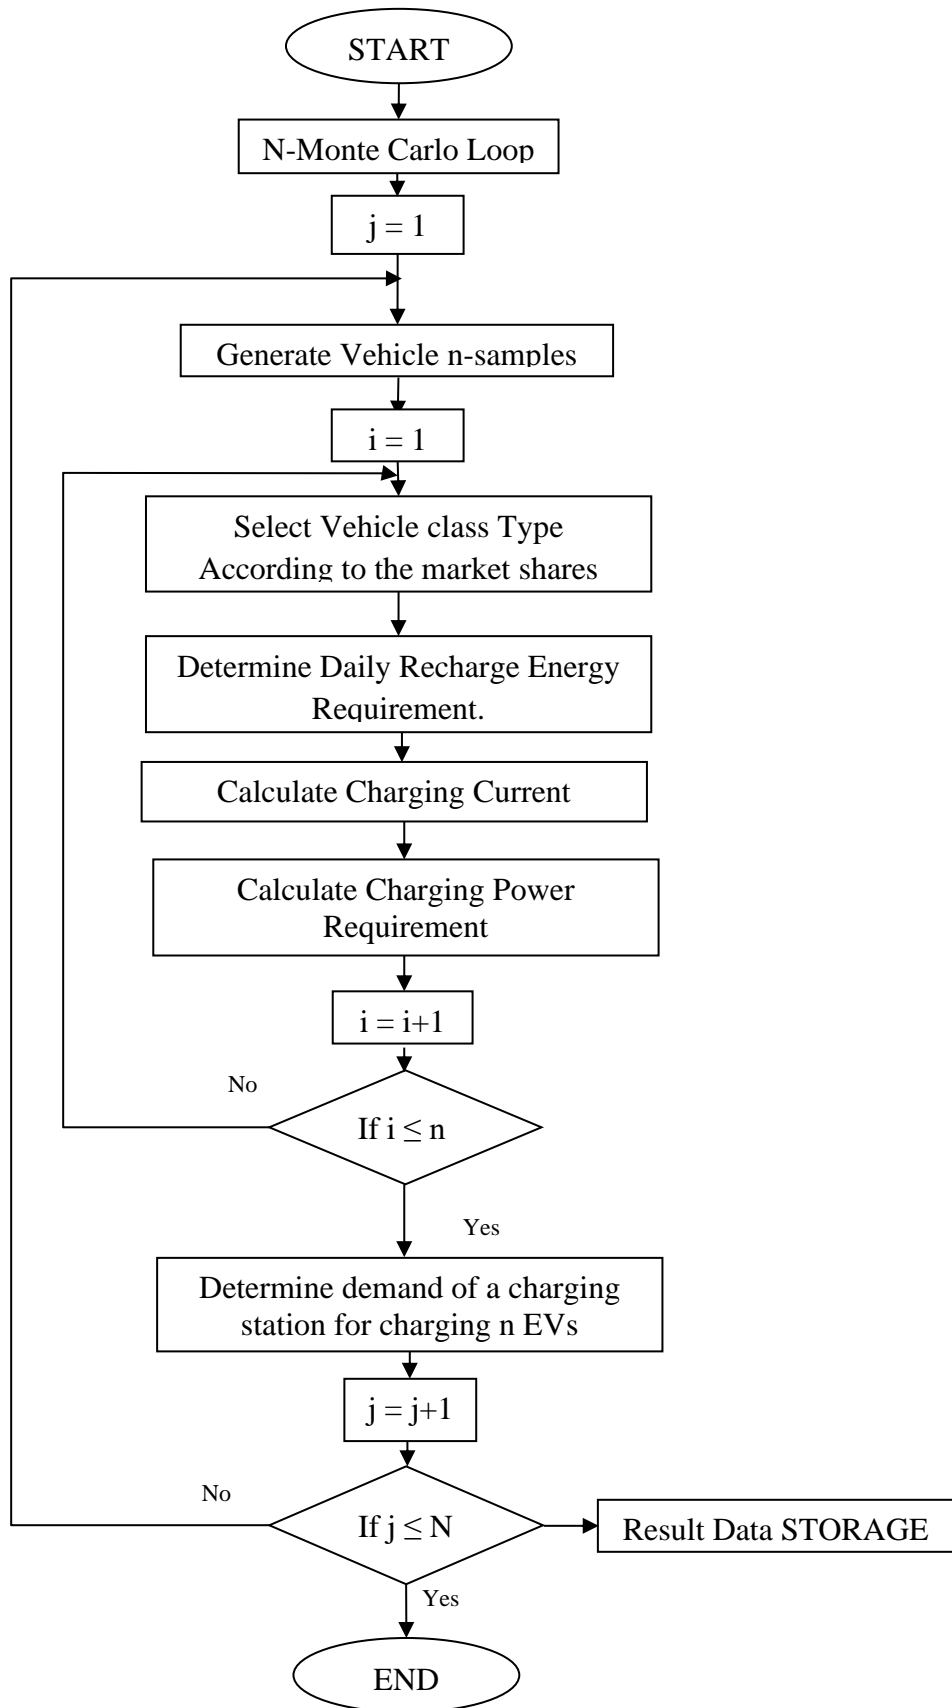 START
N-Monte Carlo Loop
j = 1
Generate Vehicle n-samples
i = 1
Select Vehicle class Type
According to the market shares
Determine Daily Recharge Energy
Requirement.
Calculate Charging Current
Calculate Charging Power
Requirement
i = i+1
No
If i ≤ n
Yes
Determine demand of a charging
station for charging n EVs
j = j+1
No
If j ≤ N
Result Data STORAGE
Yes
END